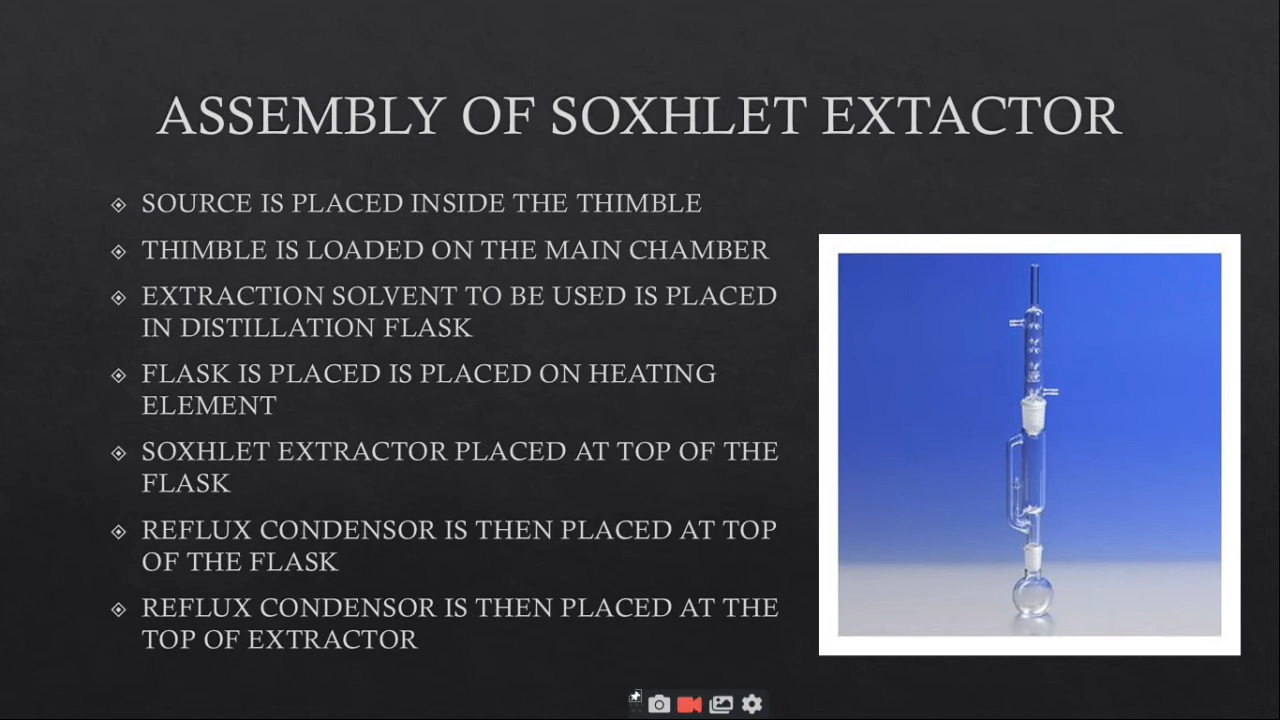 ASSEMBLY OF SOXHLET EXTACTOR
SOURCE IS PLACED INSIDE THE THIMBLE
THIMBLE IS LOADED ON THE MAIN CHAMBER
EXTRACTION SOLVENT TO BE USED IS PLACED
IN DISTILLATION FLASK
FLASK IS PLACED IS PLACED ON HEATING
ELEMENT
SOXHLET EXTRACTOR PLACED AT TOP OF THE
FLASK
REFLUX CONDENSOR IS THEN PLACED AT TOP
OF THE FLASK
REFLUX CONDENSOR IS THEN PLACED AT THE
TOP OF EXTRACTOR